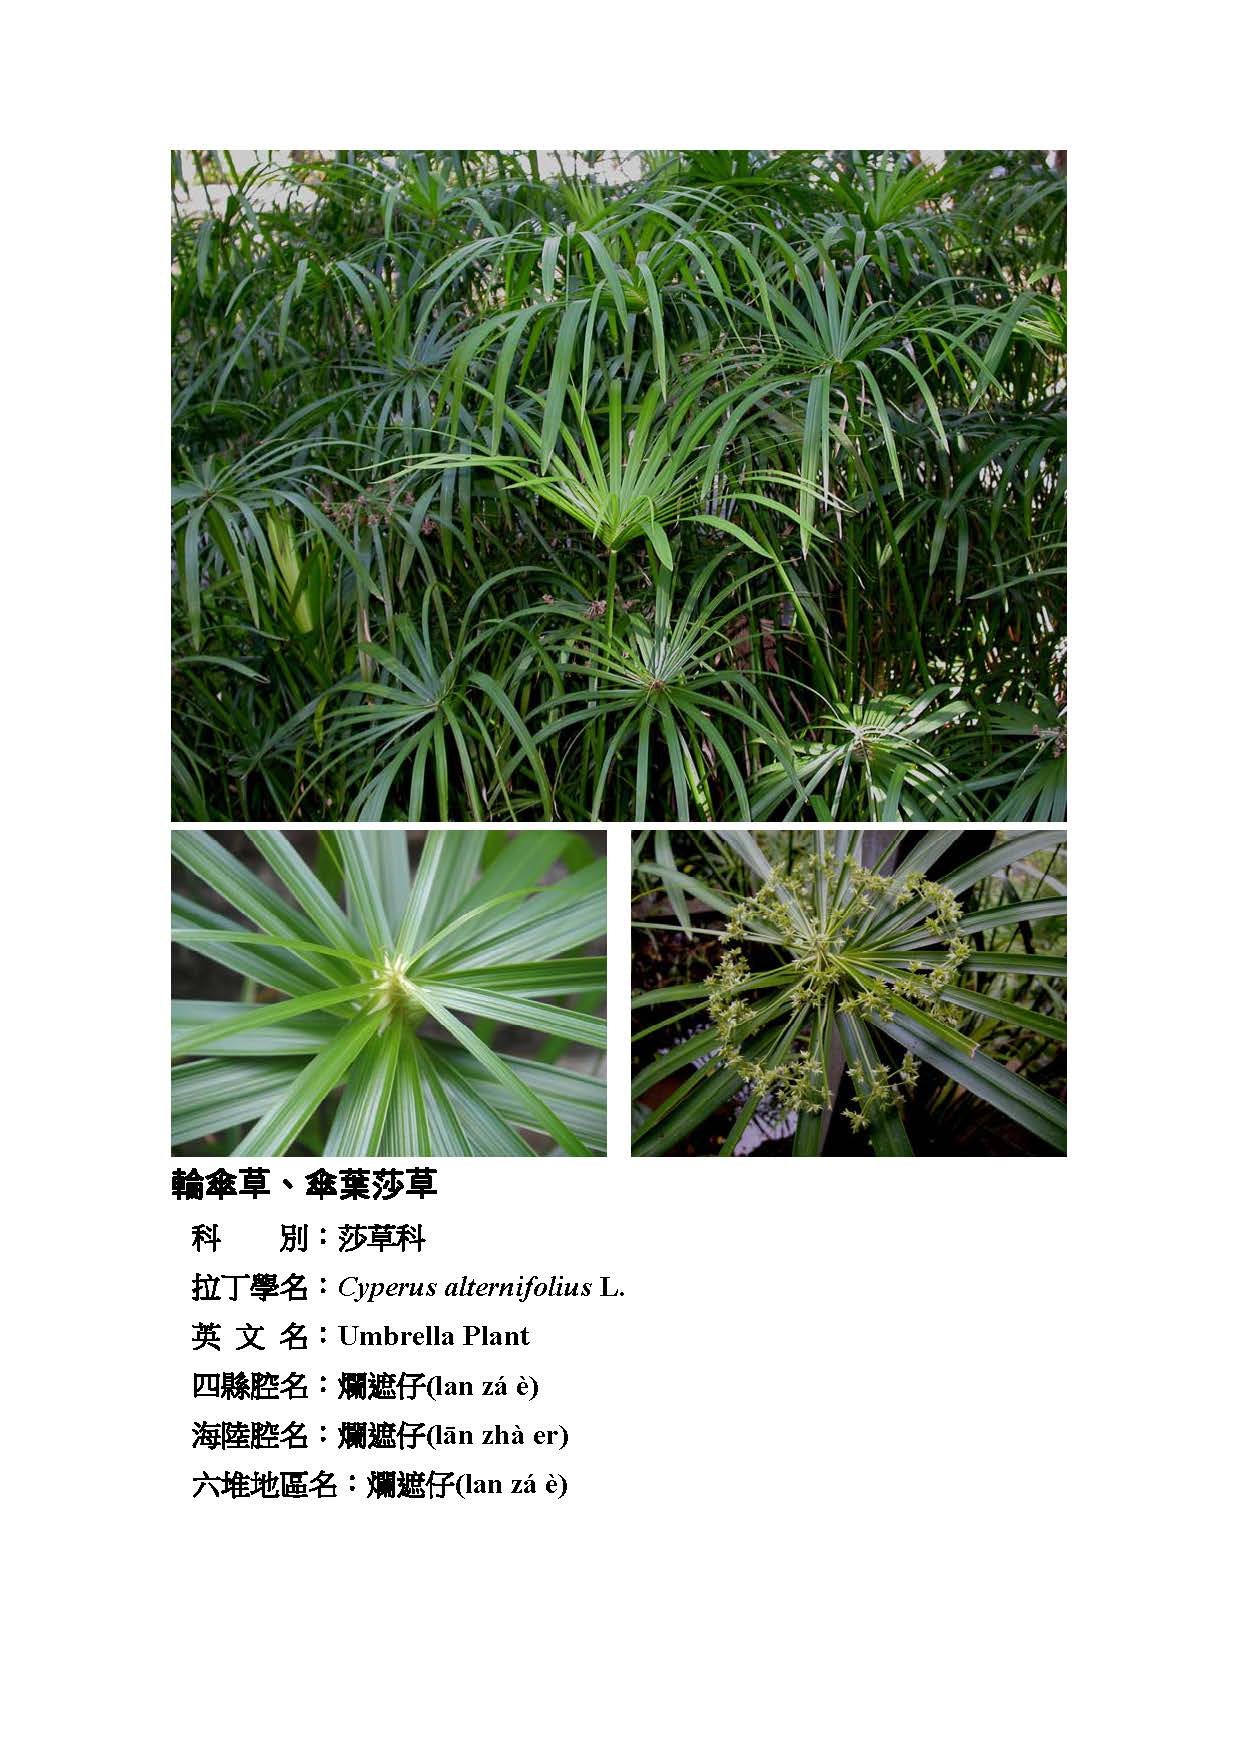 輪傘草、傘葉莎草
科　　別：莎草科
拉丁學名：Cyperus alternifolius L.
英 文 名：Umbrella Plant
四縣腔名：爛遮仔(lan zá è)
海陸腔名：爛遮仔(lān zhà er)
六堆地區名：爛遮仔(lan zá è)